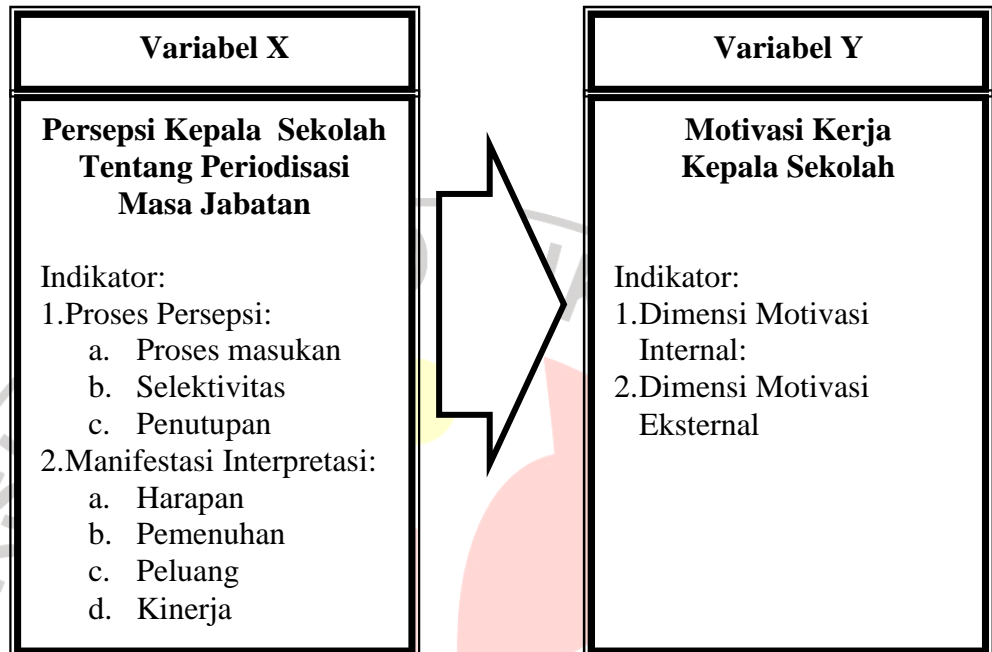 Variabel X
Persepsi Kepala Sekolah
Tentang Periodisasi
Masa Jabatan
Indikator:
1.Proses Persepsi:
a. Proses masukan
b. Selektivitas
c. Penutupan
2.Manifestasi Interpretasi:
a. Harapan
b. Pemenuhan
c. Peluang
d. Kinerja
Variabel Y
Motivasi Kerja
Kepala Sekolah
Indikator:
1.Dimensi Motivasi
Internal:
2.Dimensi Motivasi
Eksternal